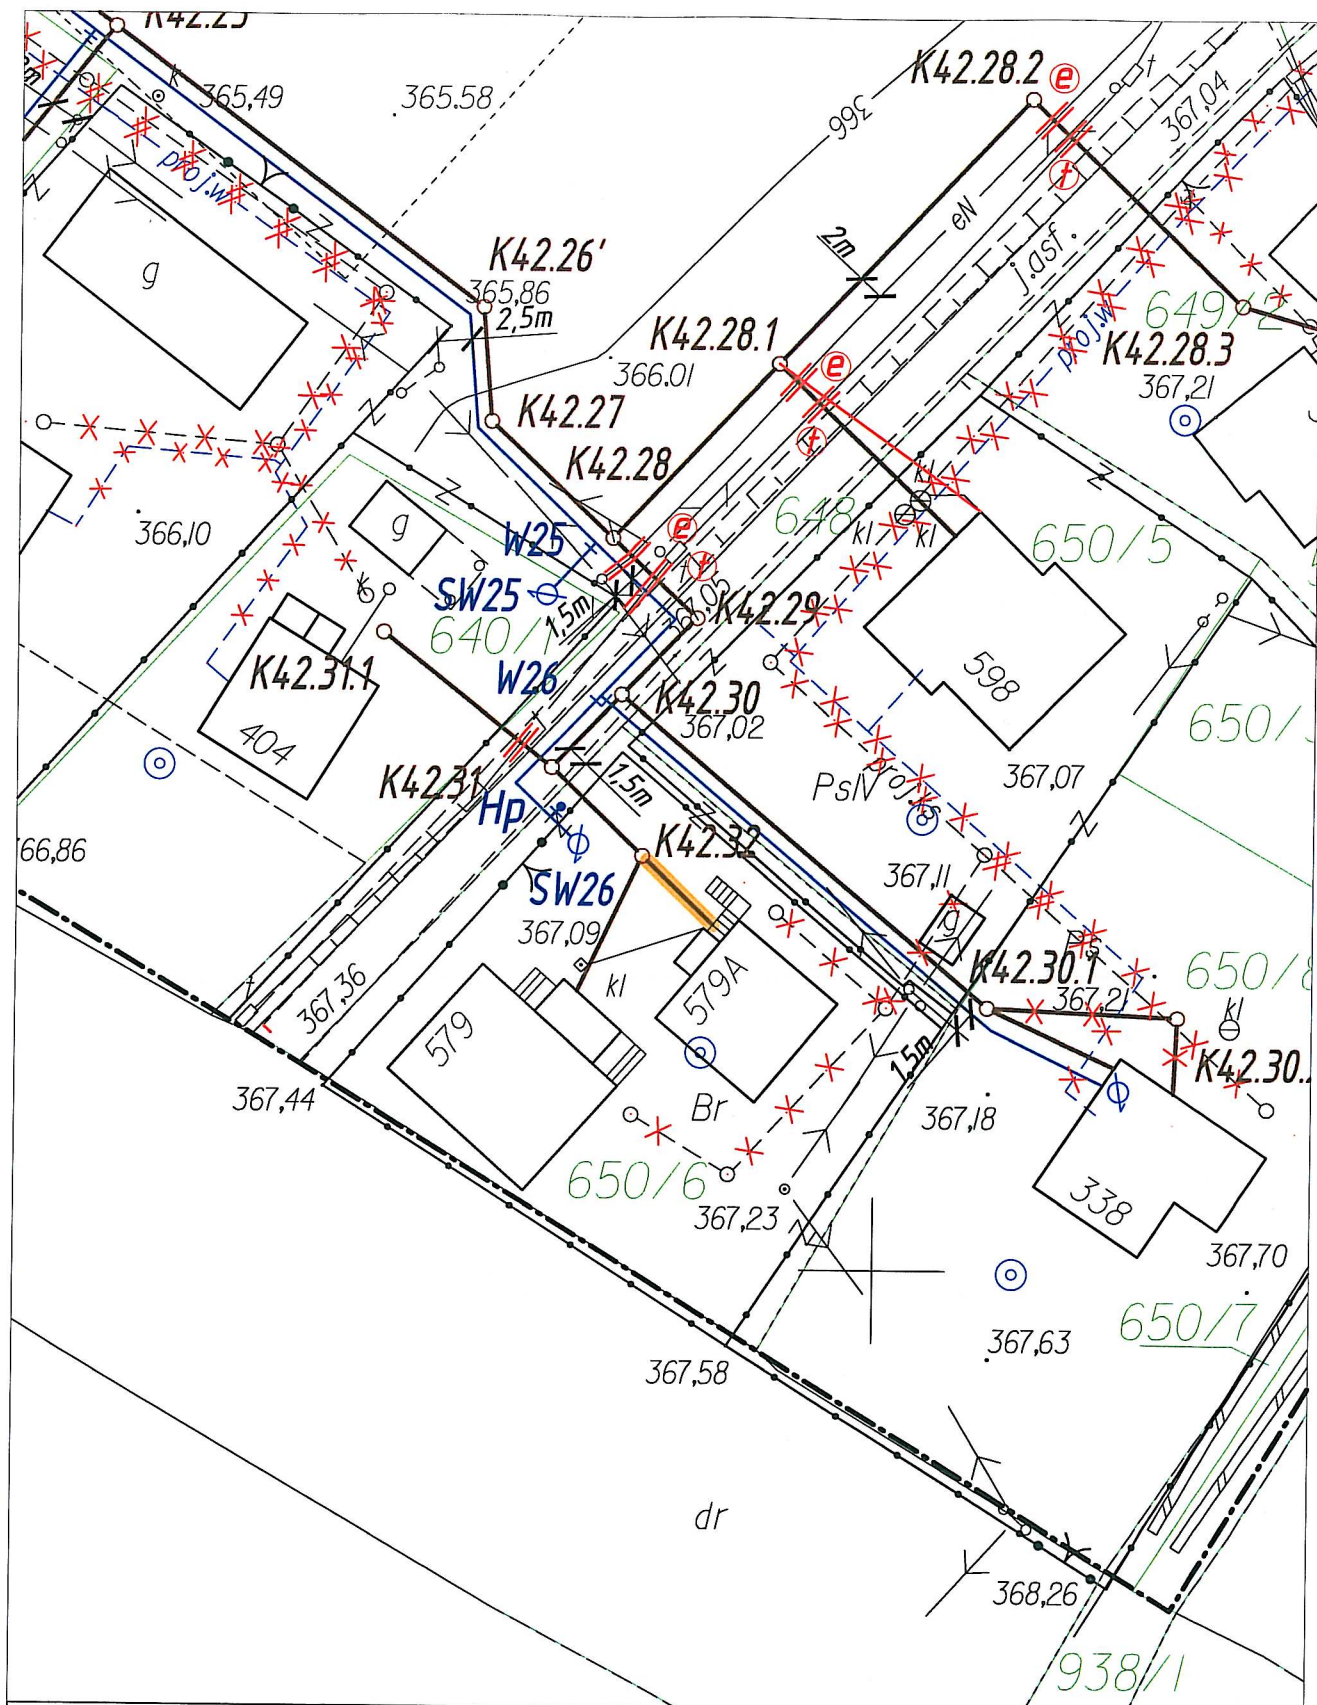 K42.25
k
365,49
365.58
366
K42.28.2
e
t
367,04
t
proj.w
g
K42.26'
365,86
2,5m
2m
eN
j.asf.
649/2
proj.w
K42.28.3
367,21
K42.28.1
366.01
e
t
K42.27
K42.28
kl
648
kl
kl
650/5
366,10
g
W25
SW25
e
t
t
1,5m
367,05
K42.29
640/1
k
K42.31.1
404
W26
K42.30
367,02
598
650/
367,07
PsIV
K42.31
1,5m
Hp
K42.32
SW26
367,09
367,11
g
66,86
kl
579A
K42.30.1
367,21
650/8
kl
t
367,36
579
1,5m
K42.30.
367,44
Br
367,18
650/6
367,23
338
367,70
650/7
367,63
367,58
dr
368,26
938/1